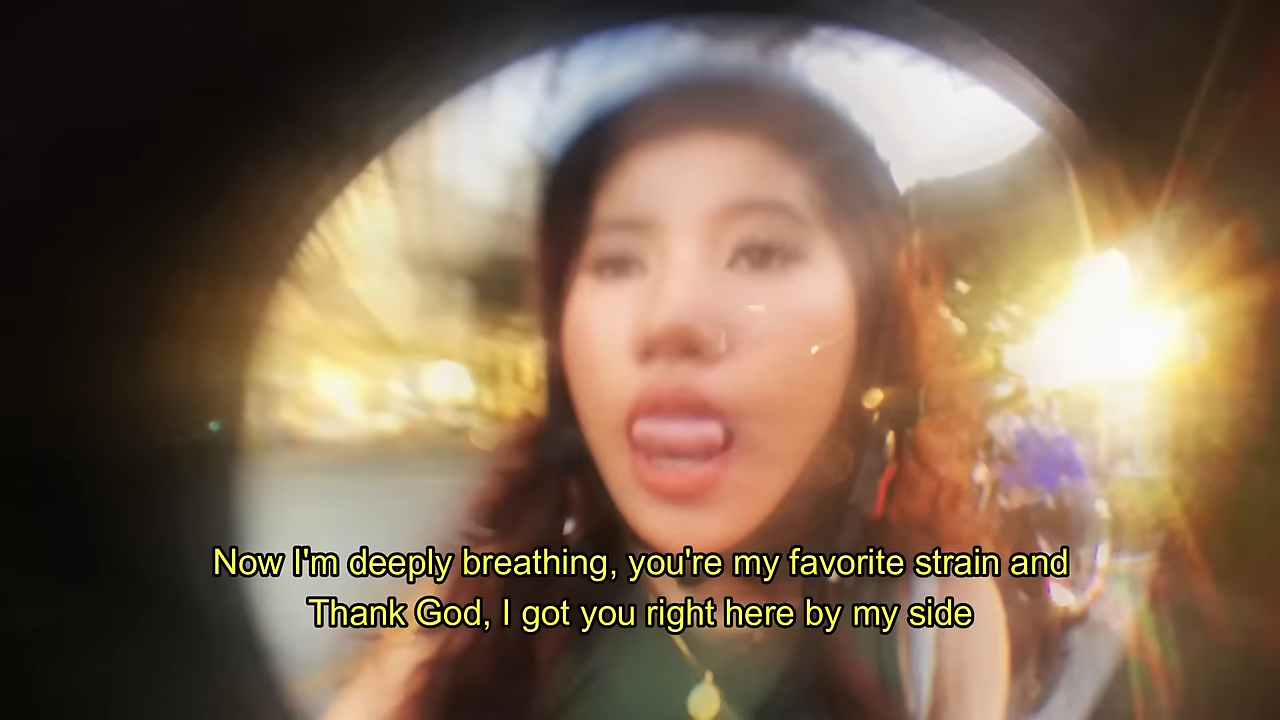 Now I'm deeply breathing, you're my favorite strain and
Thank God, I got you right here by my side